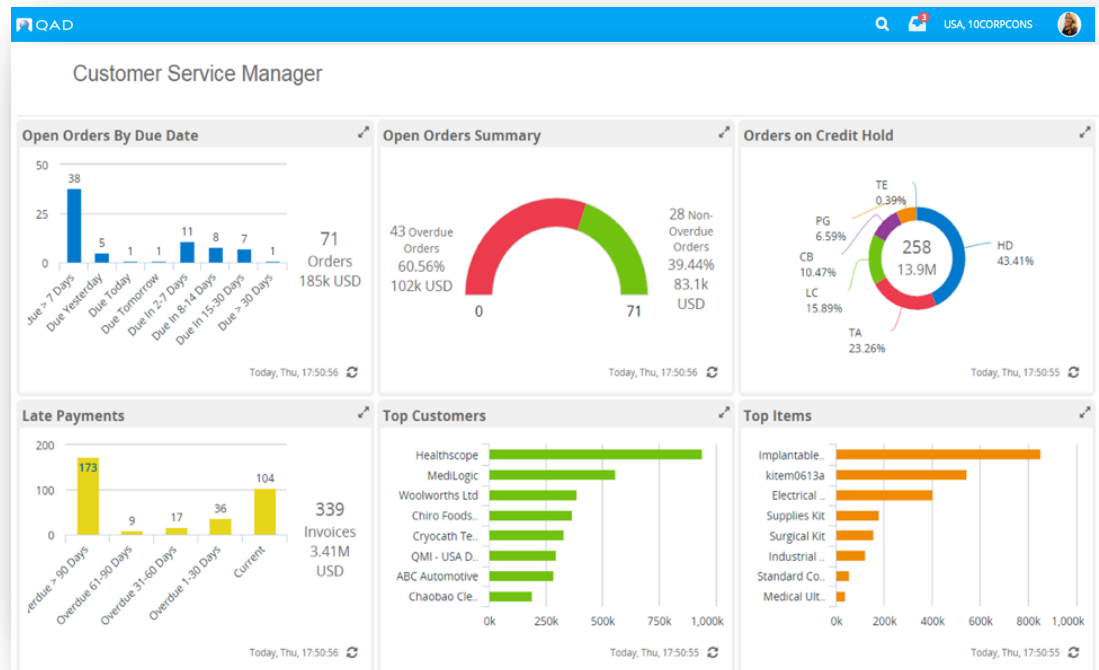 QAD
3
USA, 10CORPCONS
Customer Service Manager
Open Orders By Due Date
50
25
0
38
5
1
1
11
8
7
1
Due > 7 Days
Due Yesterday
Due Today
Due Tomorrow
Due In 2-7 Days
Due In 8-14 Days
Due In 15-30 Days
Due > 30 Days
71
Orders
185k USD
Today, Thu, 17:50:56
Open Orders Summary
43 Overdue
Orders
60.56%
102k USD
0
71
28 Non-
Overdue
Orders
39.44%
83.1k
USD
Today, Thu, 17:50:56
Orders on Credit Hold
TE
0.39%
PG
6.59%
CB
10.47%
LC
15.89%
TA
23.26%
HD
43.41%
258
13.9M
Today, Thu, 17:50:55
Late Payments
200
100
0
173
9
17
36
104
verdue > 90 Days
Overdue 61-90 Days
Overdue 31-60 Days
Overdue 1-30 Days
Current
339
Invoices
3.41M
USD
Today, Thu, 17:50:56
Top Customers
Healthscope
MediLogic
Woolworths Ltd
Chiro Foods..
Cryocath Te..
QMI - USA D..
ABC Automotive
Chaobao Cle..
0k
250k
500k
750k
1,000k
Today, Thu, 17:50:55
Top Items
Implantable..
kitem0613a
Electrical ..
Supplies Kit
Surgical Kit
Industrial ..
Standard Co..
Medical Ult..
0k
200k
400k
600k
800k
1,000k
Today, Thu, 17:50:55